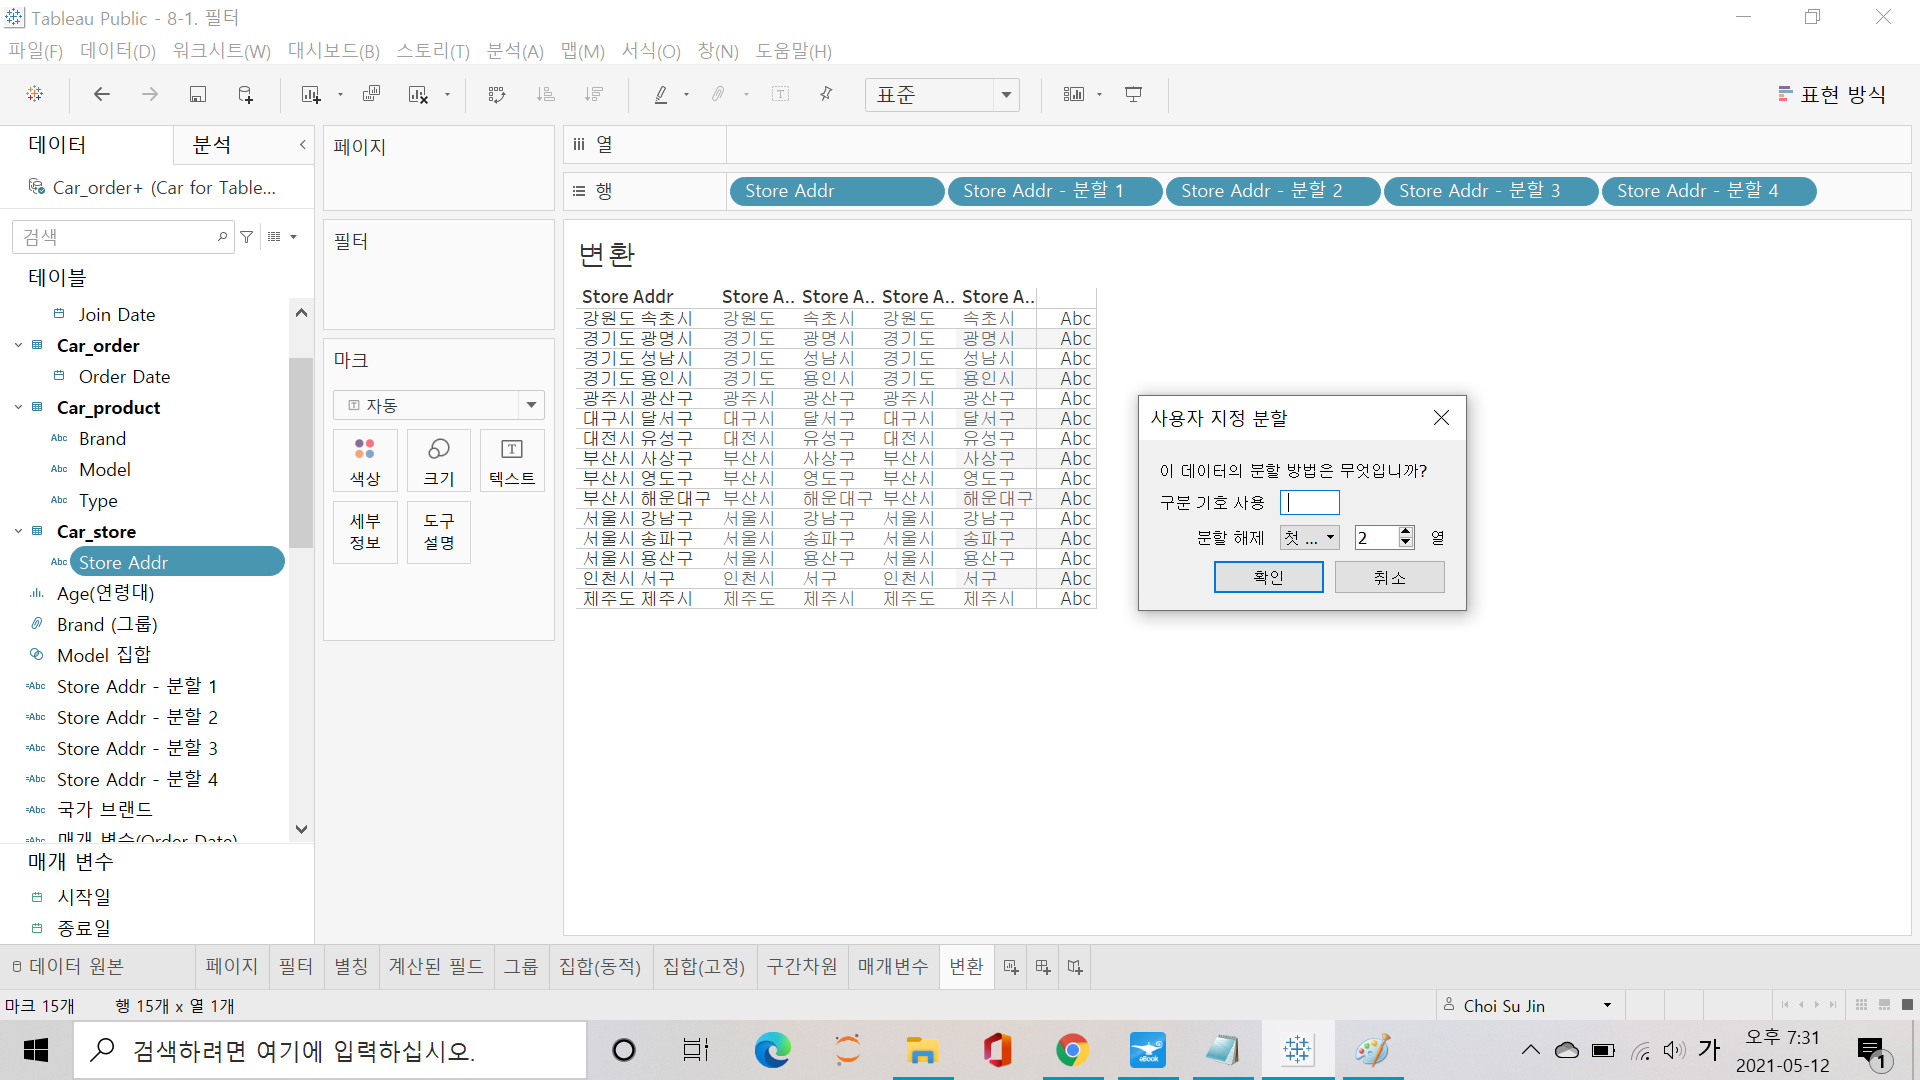 Tableau Public - 8-1. 필터
파일(F) 데이터(D) 워크시트(W) 대시보드(B) 스토리(T) 분석(A) 맵(M) 서식(O) 창(N) 도움말(H)
표준
표현 방식
데이터 분석
Car_order+ (Car for Table...
검색
테이블
Join Date
Car_order
Order Date
Car_product
Abc Brand
Abc Model
Abc Type
Car_store
Abc Store Addr
Age(연령대)
Brand (그룹)
Model 집합
=Abc Store Addr - 분할 1
=Abc Store Addr - 분할 2
=Abc Store Addr - 분할 3
=Abc Store Addr - 분할 4
=Abc 국가 브랜드
=Abc 매개 변수(Order Date)
매개 변수
시작일
종료일
페이지
필터
마크
T 자동
색상 크기 T 텍스트
세부 정보
도구 설명
iii 열
행 Store Addr Store Addr - 분할 1 Store Addr - 분할 2 Store Addr - 분할 3 Store Addr - 분할 4
변환
Store Addr Store A.. Store A.. Store A.. Store A..
강원도 속초시 강원도 속초시 강원도 속초시 Abc
경기도 광명시 경기도 광명시 경기도 광명시 Abc
경기도 성남시 경기도 성남시 경기도 성남시 Abc
경기도 용인시 경기도 용인시 경기도 용인시 Abc
광주시 광산구 광주시 광산구 광주시 광산구 Abc
대구시 달서구 대구시 달서구 대구시 달서구 Abc
대전시 유성구 대전시 유성구 대전시 유성구 Abc
부산시 사상구 부산시 사상구 부산시 사상구 Abc
부산시 영도구 부산시 영도구 부산시 영도구 Abc
부산시 해운대구 부산시 해운대구 부산시 해운대구 Abc
서울시 강남구 서울시 강남구 서울시 강남구 Abc
서울시 송파구 서울시 송파구 서울시 송파구 Abc
서울시 용산구 서울시 용산구 서울시 용산구 Abc
인천시 서구 인천시 서구 인천시 서구 Abc
제주도 제주시 제주도 제주시 제주도 제주시 Abc
사용자 지정 분할
이 데이터의 분할 방법은 무엇입니까?
구분 기호 사용
분할 해제 첫 ... 2 열
확인 취소
데이터 원본 페이지 필터 별칭 계산된 필드 그룹 집합(동적) 집합(고정) 구간차원 매개변수 변환
마크 15개 행 15개 x 열 1개
Choi Su Jin
검색하려면 여기에 입력하십시오.
eBook
가
오후 7:31
2021-05-12
1